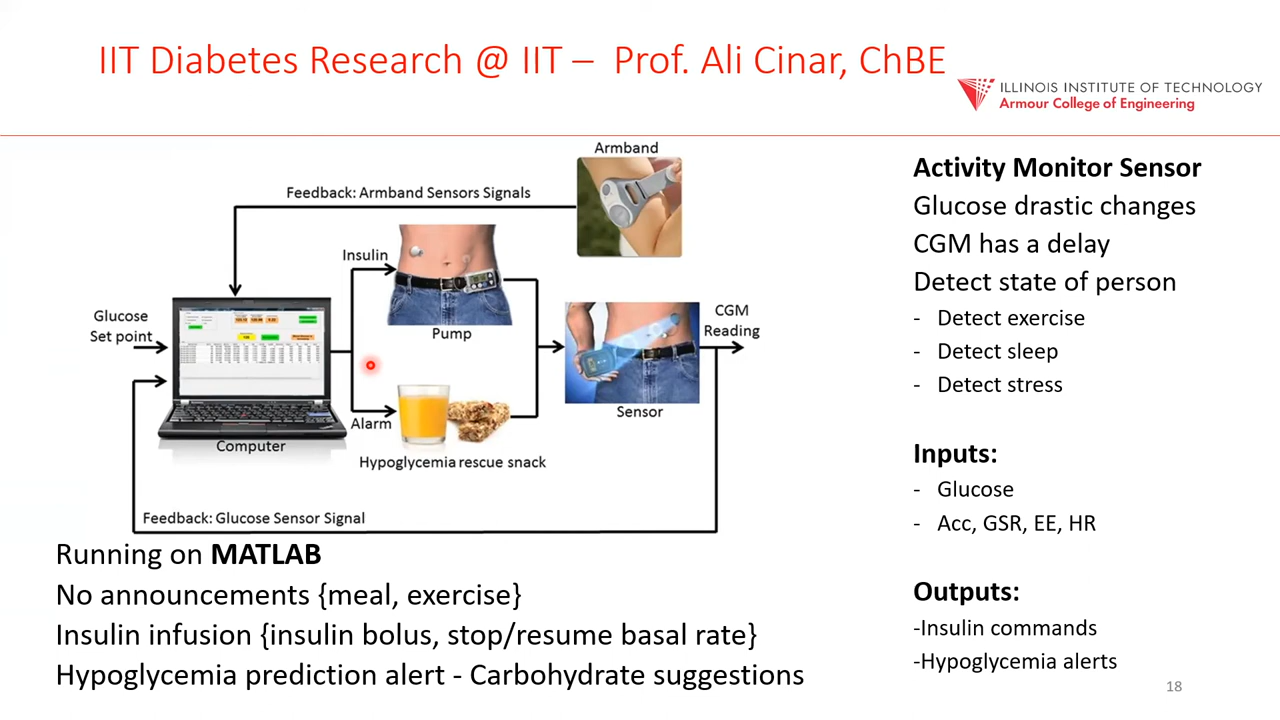 IIT Diabetes Research @ IIT – Prof. Ali Cinar, ChBE
ILLINOIS INSTITUTE OF TECHNOLOGY
Armour College of Engineering
Armband
Feedback: Armband Sensors Signals
Insulin
Glucose
Set point
Pump
CGM
Reading
Sensor
Alarm
Computer
Hypoglycemia rescue snack
Feedback: Glucose Sensor Signal
Running on MATLAB
No announcements {meal, exercise}
Insulin infusion {insulin bolus, stop/resume basal rate}
Hypoglycemia prediction alert - Carbohydrate suggestions
Activity Monitor Sensor
Glucose drastic changes
CGM has a delay
Detect state of person
- Detect exercise
- Detect sleep
- Detect stress
Inputs:
- Glucose
- Acc, GSR, EE, HR
Outputs:
-Insulin commands
-Hypoglycemia alerts
18